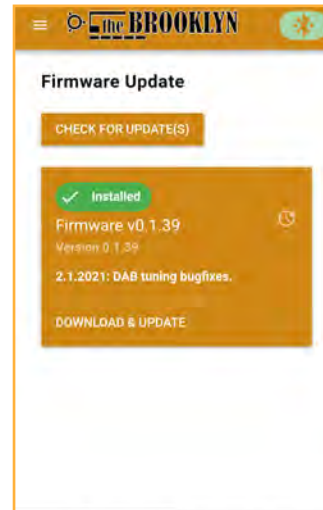 the BROOKLYN
Firmware Update
CHECK FOR UPDATE(S)
Installed
Firmware v0.1.39
Version 0.1.39
2.1.2021: DAB tuning bugfixes.
DOWNLOAD & UPDATE